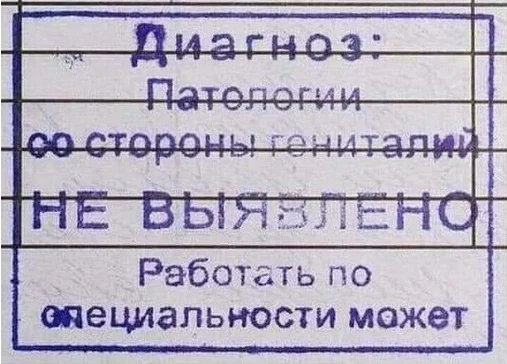 Диагноз:
Патологии
со стороны гениталий
НЕ ВЫЯВЛЕНО
Работать по
специальности может